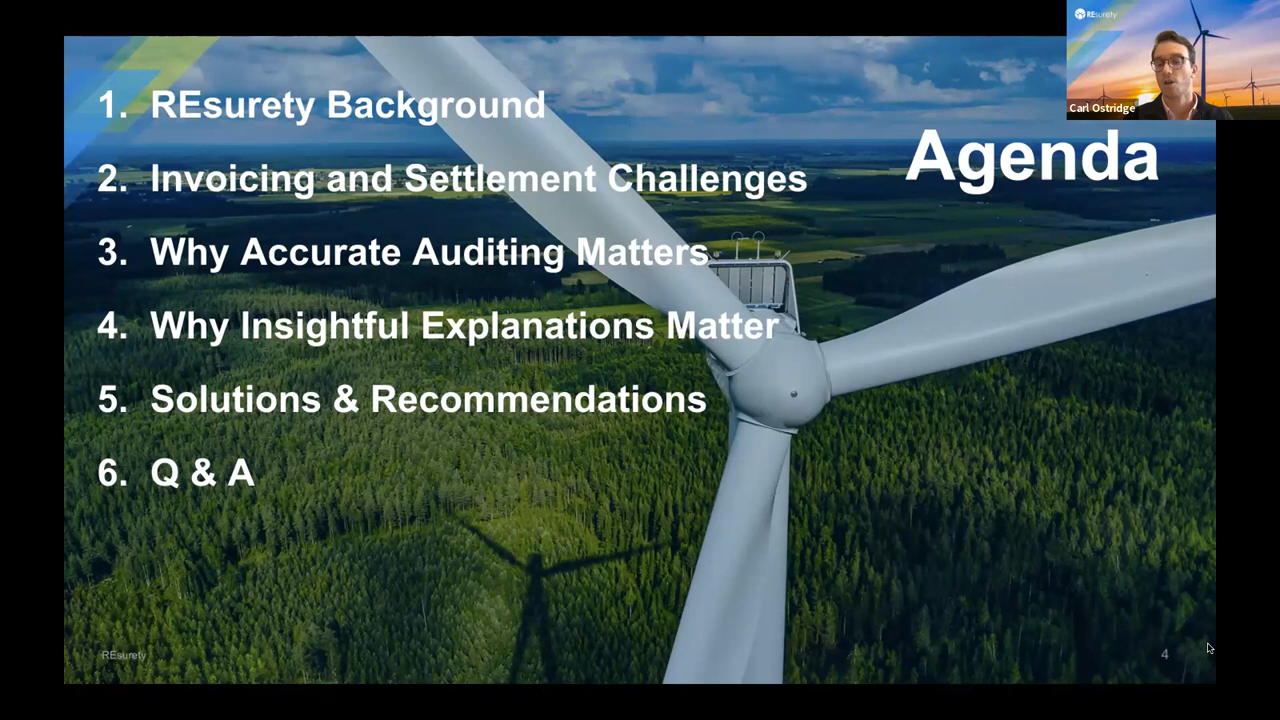 REsurety
Carl Ostridge
Agenda
1. REsurety Background
2. Invoicing and Settlement Challenges
3. Why Accurate Auditing Matters
4. Why Insightful Explanations Matter
5. Solutions & Recommendations
6. Q & A
REsurety
4